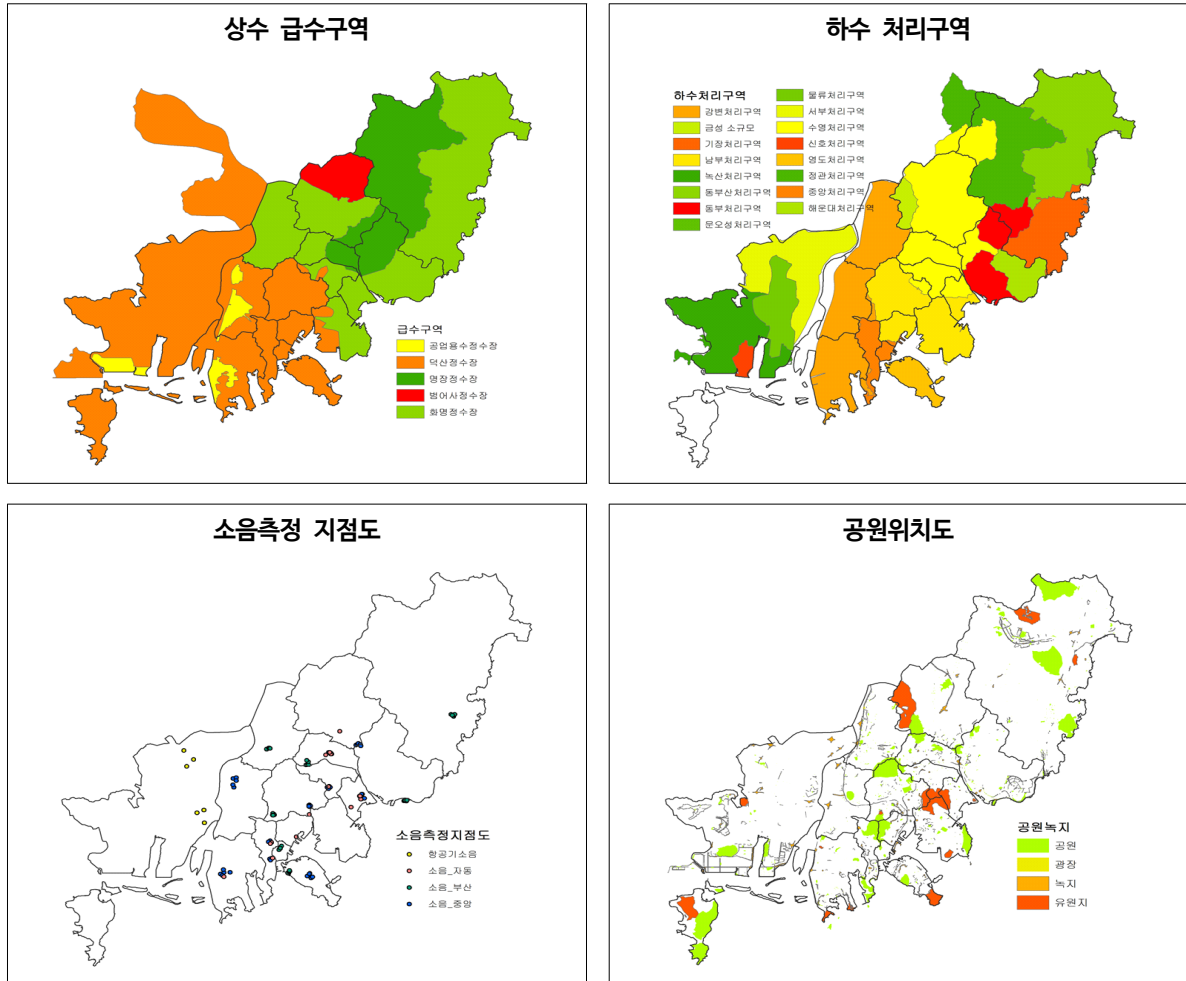 상수 급수구역
급수구역
공업용수정수장
덕산정수장
명장정수장
범어사정수장
화명정수장
하수 처리구역
하수처리구역
강변처리구역
금성 소규모
기장처리구역
남부처리구역
녹산처리구역
동부산처리구역
동부처리구역
문오성처리구역
물류처리구역
서부처리구역
수영처리구역
신호처리구역
영도처리구역
정관처리구역
중앙처리구역
해운대처리구역
소음측정 지점도
소음측정지점도
항공기소음
소음_자동
소음_부산
소음_중앙
공원위치도
공원녹지
공원
광장
녹지
유원지